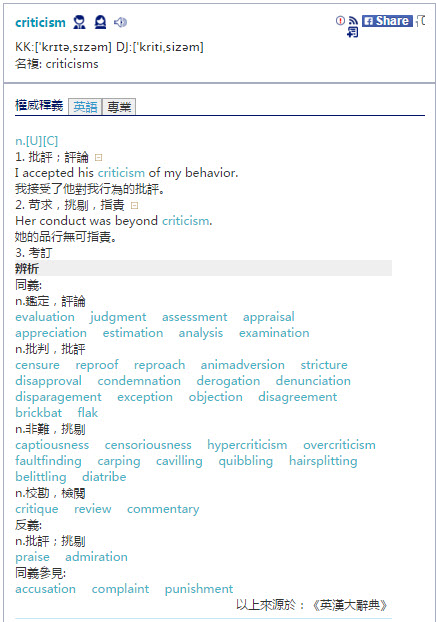 criticism
Share
KK:[ˈkrɪtəˌsɪzəm] DJ:[ˈkritiˌsizəm]
名複: criticisms
權威釋義 英語 專業
n.[U][C]
1. 批評；評論
I accepted his criticism of my behavior.
我接受了他對我行為的批評。
2. 苛求，挑剔，指責
Her conduct was beyond criticism.
她的品行無可指責。
3. 考訂
辨析
同義:
n.鑑定，評論
evaluation judgment assessment appraisal
appreciation estimation analysis examination
n.批判，批評
censure reproof reproach animadversion stricture
disapproval condemnation derogation denunciation
disparagement exception objection disagreement
brickbat flak
n.非難，挑剔
captiousness censoriousness hypercriticism overcriticism
faultfinding carping cavilling quibbling hairsplitting
belittling diatribe
n.校勘，檢閱
critique review commentary
反義:
n.批評；挑剔
praise admiration
同義參見:
accusation complaint punishment
以上來源於：《英漢大辭典》